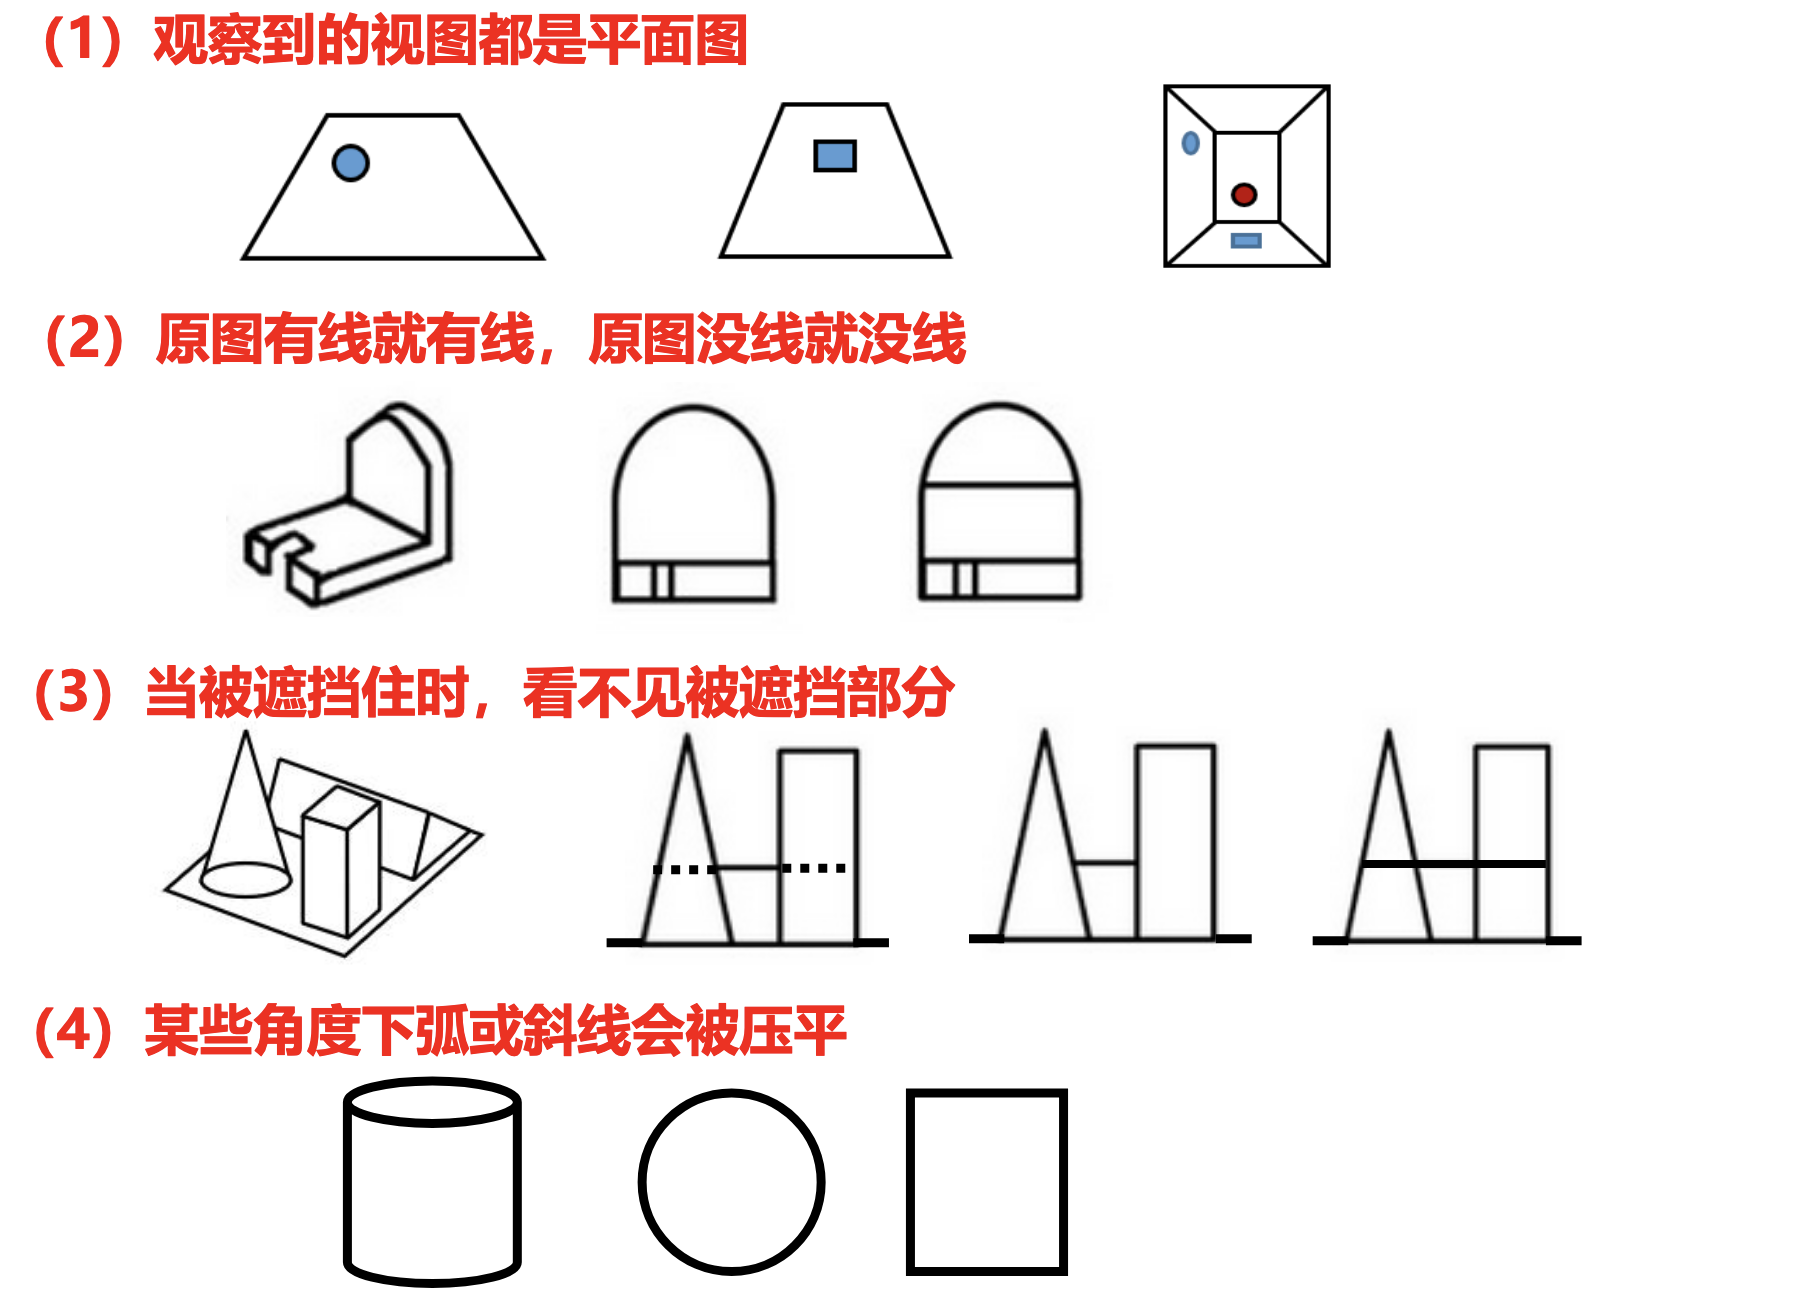 （1）观察到的视图都是平面图
（2）原图有线就有线，原图没线就没线
（3）当被遮挡住时，看不见被遮挡部分
（4）某些角度下弧或斜线会被压平